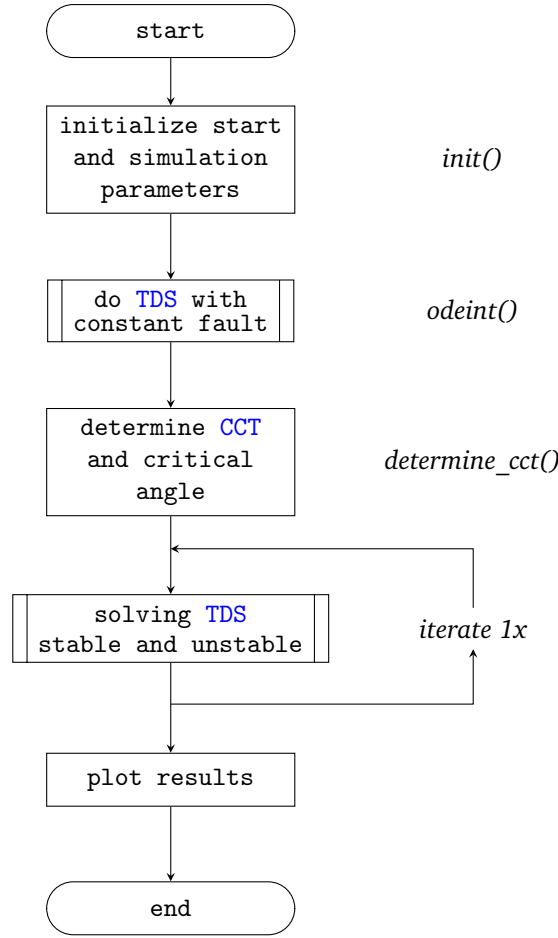 start
initialize start
and simulation
parameters
init()
do TDS with
constant fault
odeint()
determine CCT
and critical
angle
determine_cct()
solving TDS
stable and unstable
iterate 1x
plot results
end